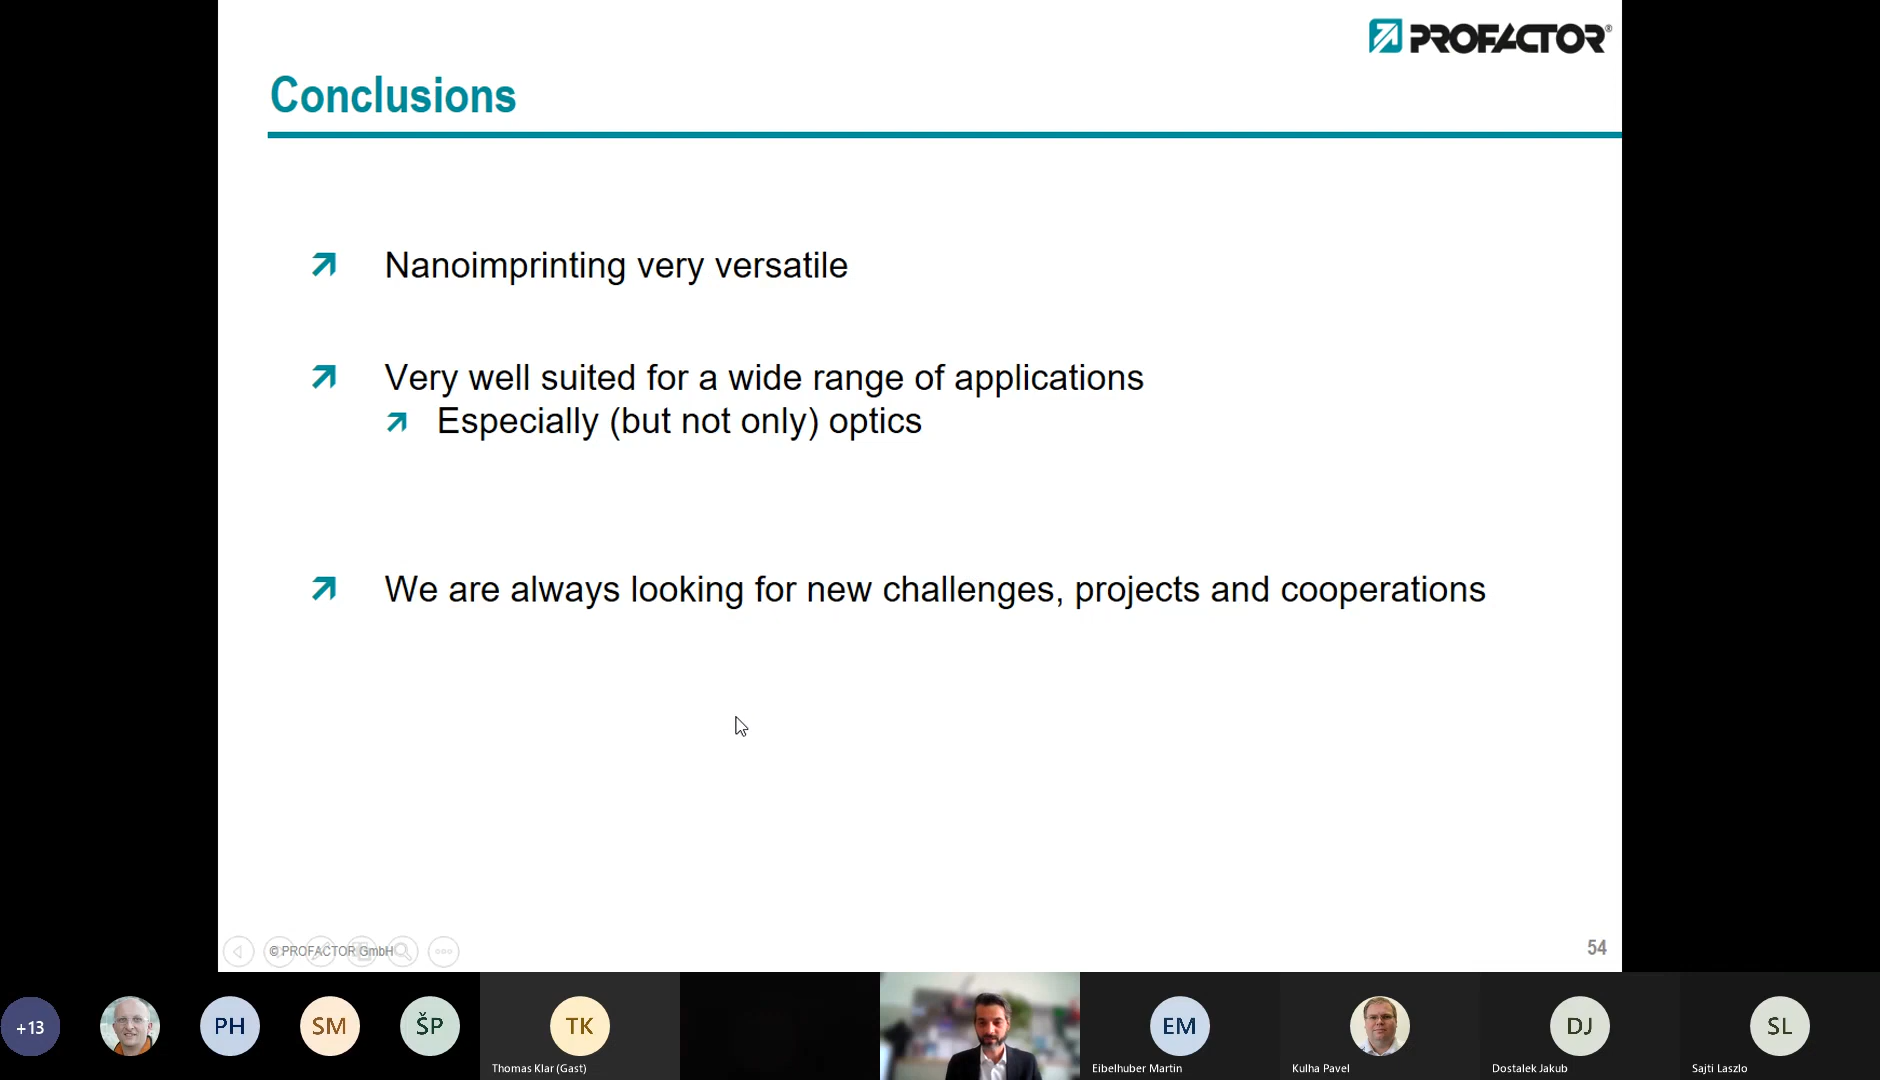 PROFACTOR®
Conclusions
Nanoimprinting very versatile
Very well suited for a wide range of applications
Especially (but not only) optics
We are always looking for new challenges, projects and cooperations
© PROFACTOR GmbH
54
+13
PH
SM
ŠP
TK
EM
DJ
SL
Thomas Klar (Gast)
Eibelhuber Martin
Kulha Pavel
Dostalek Jakub
Sajti Laszlo